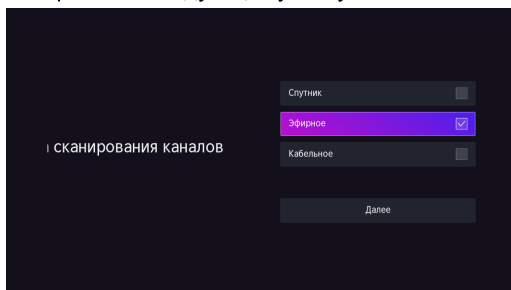 Спутник
Эфирное
сканирования каналов
Кабельное
Далее